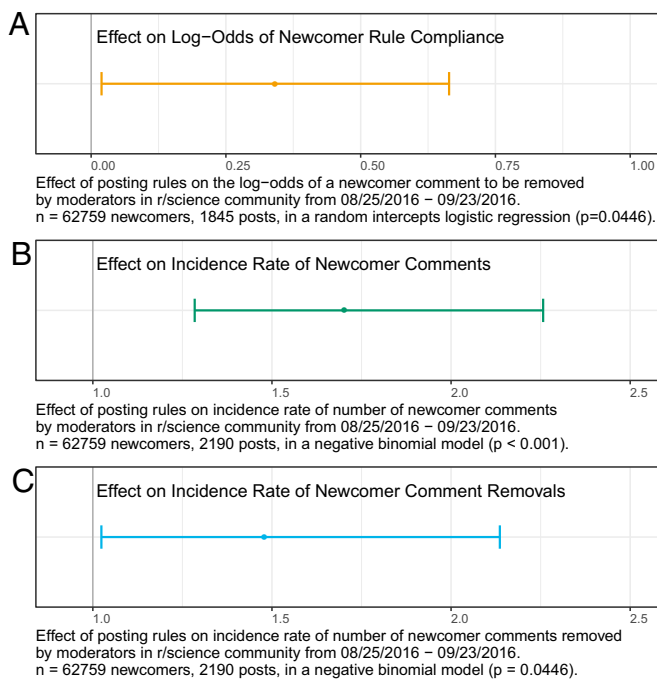 A
Effect on Log−Odds of Newcomer Rule Compliance
0.00 0.25 0.50 0.75 1.00
Effect of posting rules on the log−odds of a newcomer comment to be removed
by moderators in r/science community from 08/25/2016 − 09/23/2016.
n = 62759 newcomers, 1845 posts, in a random intercepts logistic regression (p=0.0446).
B
Effect on Incidence Rate of Newcomer Comments
1.0 1.5 2.0 2.5
Effect of posting rules on incidence rate of number of newcomer comments
by moderators in r/science community from 08/25/2016 − 09/23/2016.
n = 62759 newcomers, 2190 posts, in a negative binomial model (p < 0.001).
C
Effect on Incidence Rate of Newcomer Comment Removals
1.0 1.5 2.0 2.5
Effect of posting rules on incidence rate of number of newcomer comments removed
by moderators in r/science community from 08/25/2016 − 09/23/2016.
n = 62759 newcomers, 2190 posts, in a negative binomial model (p = 0.0446).